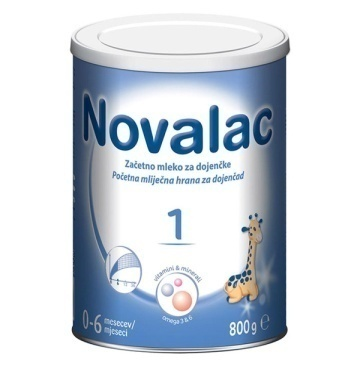 Novalac
Začetno mleko za dojenčke
Početna mliječna hrana za dojenčad
1
vitamini & minerali
omega 3 & 6
0-6 mesecev/
mjeseci
800g e